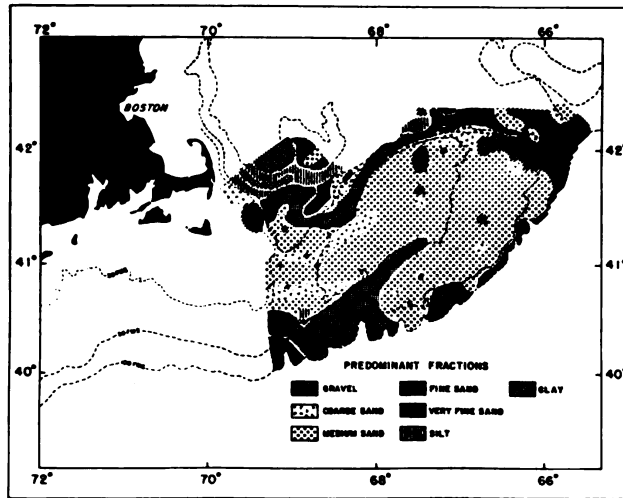 72° 70° 68° 66°
BOSTON
42° 42°
41° 41°
40° 40°
PREDOMINANT FRACTIONS
GRAVEL FINE SAND CLAY
COARSE SAND VERY FINE SAND
MEDIUM SAND SILT
72° 70° 68° 66°